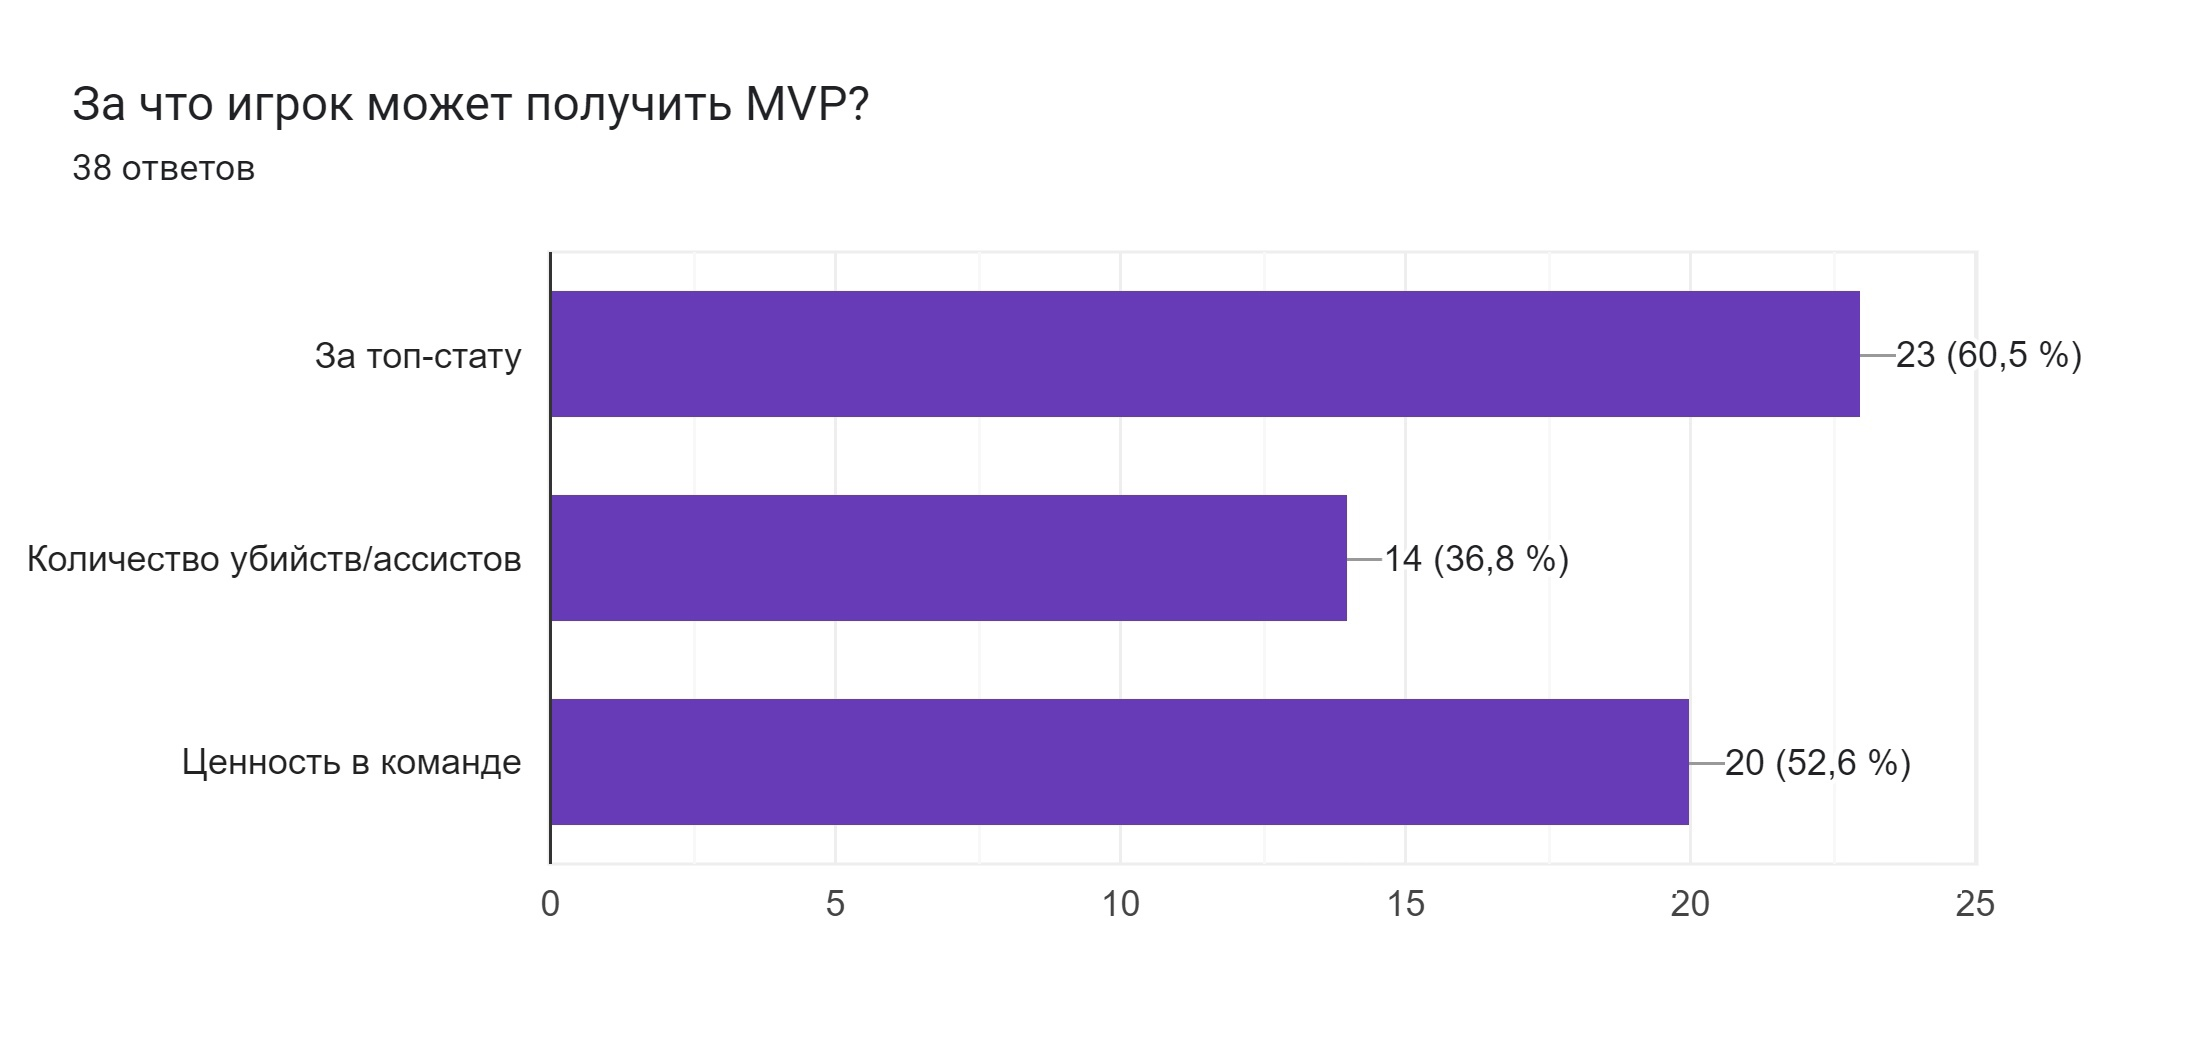 За что игрок может получить MVP?
38 ответов
За топ-стату
23 (60,5 %)
Количество убийств/ассистов
14 (36,8 %)
Ценность в команде
20 (52,6 %)
0 5 10 15 20 25